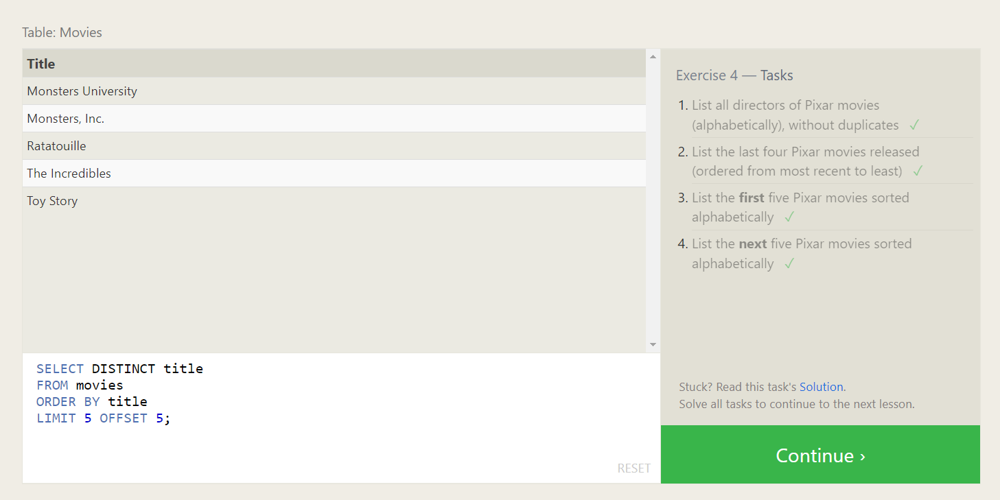 Table: Movies
Title
Monsters University
Monsters, Inc.
Ratatouille
The Incredibles
Toy Story
SELECT DISTINCT title
FROM movies
ORDER BY title
LIMIT 5 OFFSET 5;
RESET
Exercise 4 — Tasks
1. List all directors of Pixar movies
(alphabetically), without duplicates ✓
2. List the last four Pixar movies released
(ordered from most recent to least) ✓
3. List the first five Pixar movies sorted
alphabetically ✓
4. List the next five Pixar movies sorted
alphabetically ✓
Stuck? Read this task's Solution.
Solve all tasks to continue to the next lesson.
Continue ›